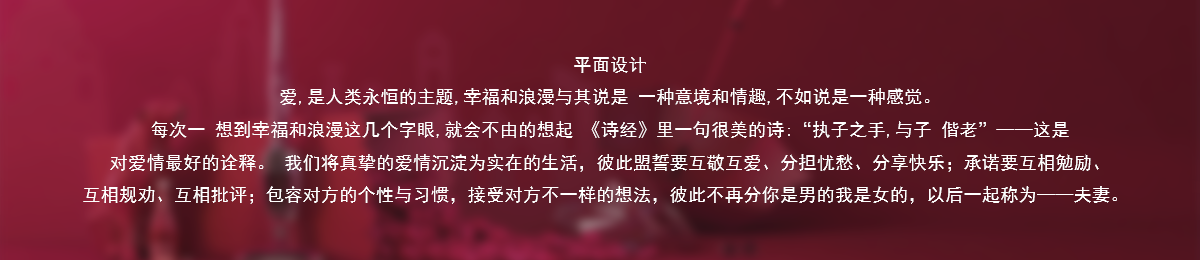 平面设计
爱,是人类永恒的主题,幸福和浪漫与其说是 一种意境和情趣,不如说是一种感觉。
每次一 想到幸福和浪漫这几个字眼,就会不由的想起 《诗经》里一句很美的诗:“执子之手,与子 偕老”——这是
对爱情最好的诠释。 我们将真挚的爱情沉淀为实在的生活，彼此盟誓要互敬互爱、分担忧愁、分享快乐；承诺要互相勉励、
互相规劝、互相批评；包容对方的个性与习惯，接受对方不一样的想法，彼此不再分你是男的我是女的，以后一起称为——夫妻。